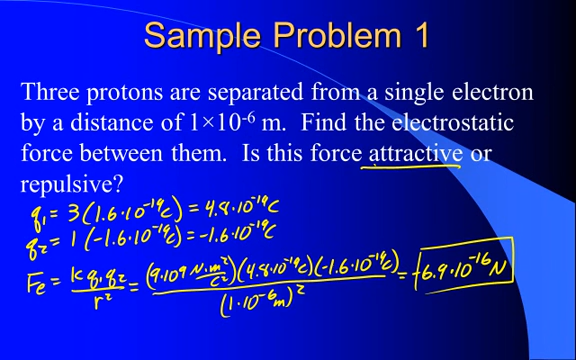 Sample Problem 1
Three protons are separated from a single electron
by a distance of 1×10⁻⁶ m.  Find the electrostatic
force between them.  Is this force attractive or
repulsive?
q₁ = 3(1.6·10⁻¹⁹C) = 4.8·10⁻¹⁹C
q₂ = 1(-1.6·10⁻¹⁹C) = -1.6·10⁻¹⁹C
Fe = kq₁q₂/r² = (9·10⁹ N·m²/C²)(4.8·10⁻¹⁹C)(-1.6·10⁻¹⁹C)/(1·10⁻⁶m)² = -6.9·10⁻¹⁶N